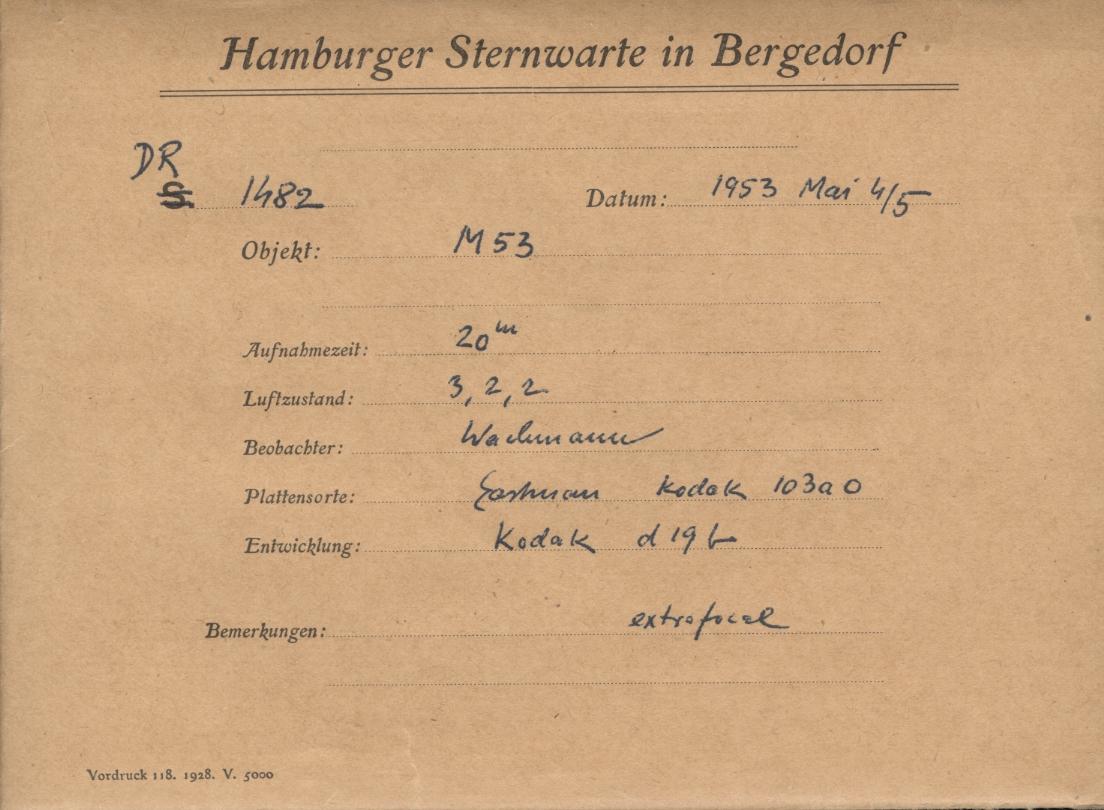 Hamburger Sternwarte in Bergedorf
DR
S. 1482 Datum: 1953 Mai 4/5
Objekt: M 53
Aufnahmezeit: 20ᵐ
Luftzustand: 3, 2, 2
Beobachter: Wachmann
Plattensorte: Eastman Kodak 103a O
Entwicklung: Kodak d 19 b
Bemerkungen: extrafocal
Vordruck 118. 1928. V. 5000